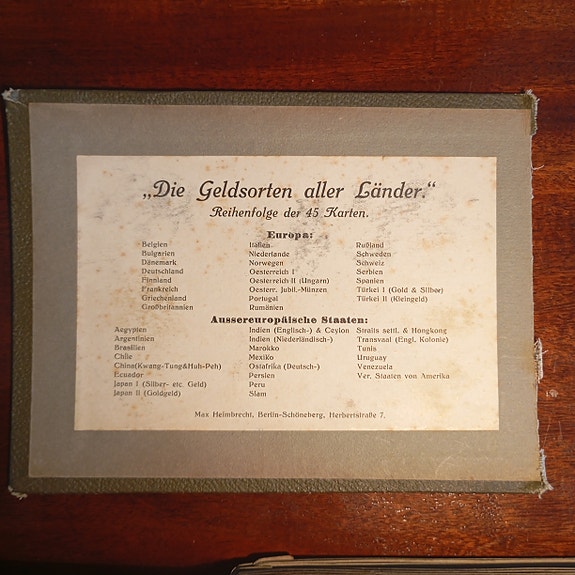 „Die Geldsorten aller Länder.“
Reihenfolge der 45 Karten.
Europa:
Belgien Italien Rußland
Bulgarien Niederlande Schweden
Dänemark Norwegen Schweiz
Deutschland Oesterreich I Serbien
Finnland Oesterreich II (Ungarn) Spanien
Frankreich Oesterr. Jubil.-Münzen Türkei I (Gold & Silber)
Griechenland Portugal Türkei II (Kleingeld)
Großbritannien Rumänien
Aussereuropäische Staaten:
Aegypten Indien (Englisch-) & Ceylon Straits settl. & Hongkong
Argentinien Indien (Niederländisch-) Transvaal (Engl. Kolonie)
Brasilien Marokko Tunis
Chile Mexiko Uruguay
China(Kwang-Tung&Huh-Peh) Ostafrika (Deutsch-) Venezuela
Ecuador Persien Ver. Staaten von Amerika
Japan I (Silber- etc. Geld) Peru
Japan II (Goldgeld) Siam
Max Heimbrecht, Berlin-Schöneberg, Herbertstraße 7.